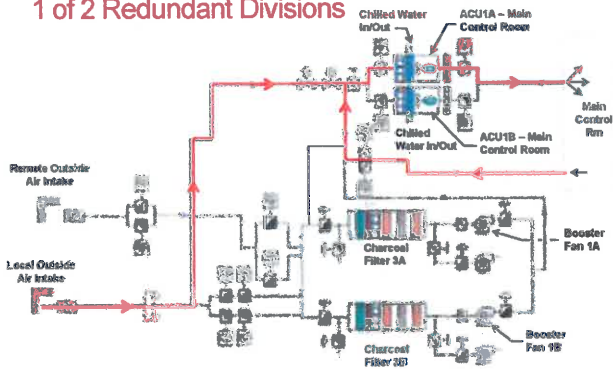 1 of 2 Redundant Divisions
Chilled Water
In/Out
ACU1A – Main
Control Room
Main
Control
Rm
Chilled
Water In/Out
ACU1B – Main
Control Room
Remote Outside
Air Intake
Local Outside
Air Intake
Charcoal
Filter 3A
Booster
Fan 1A
Charcoal
Filter 3B
Booster
Fan 1B